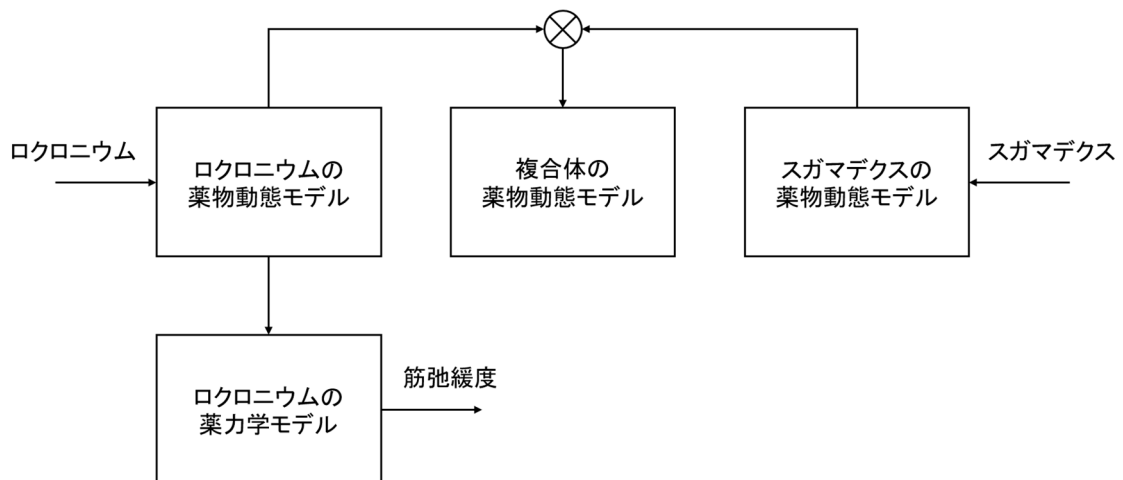 ロクロニウム
ロクロニウムの
薬物動態モデル
複合体の
薬物動態モデル
スガマデクスの
薬物動態モデル
スガマデクス
ロクロニウムの
薬力学モデル
筋弛緩度